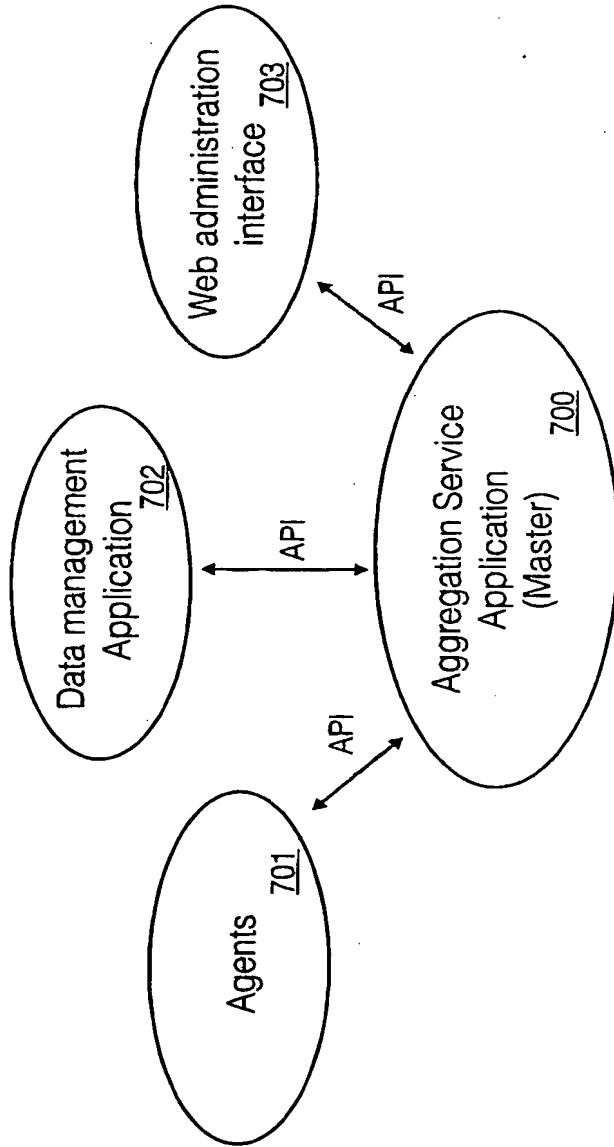 Agents
701
Data management
Application
702
Web administration
interface
703
API
API
API
Aggregation Service
Application
(Master)
700